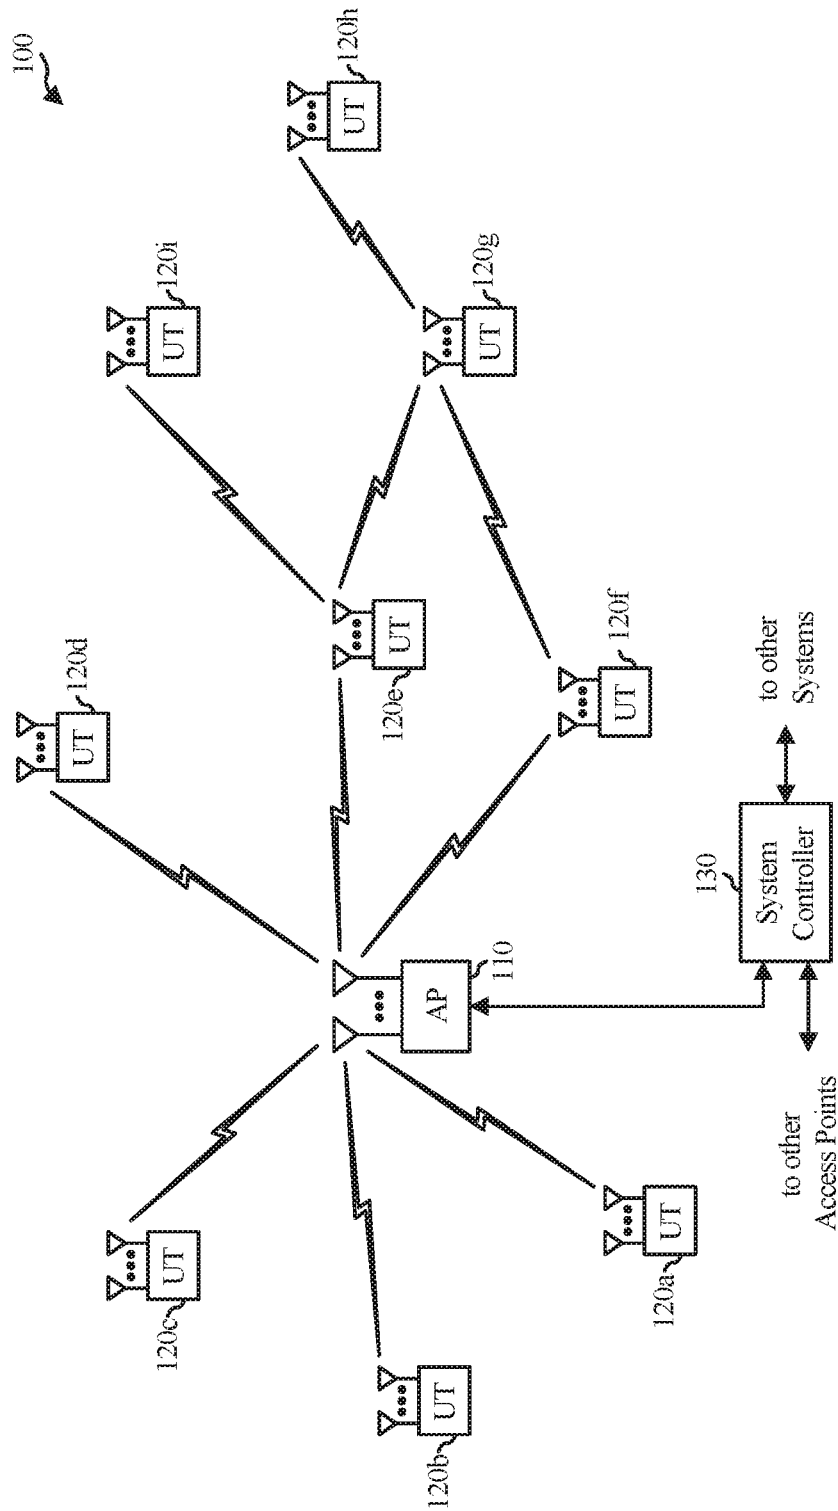 100
UT
120d
UT
120i
UT
120h
UT
120c
UT
120e
UT
120g
UT
120b
AP
110
UT
120f
UT
120a
130
System
Controller
to other
Systems
to other
Access Points